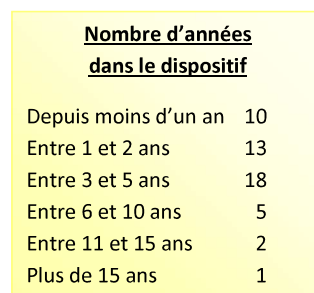 Nombre d’années
dans le dispositif
Depuis moins d’un an 10
Entre 1 et 2 ans 13
Entre 3 et 5 ans 18
Entre 6 et 10 ans 5
Entre 11 et 15 ans 2
Plus de 15 ans 1